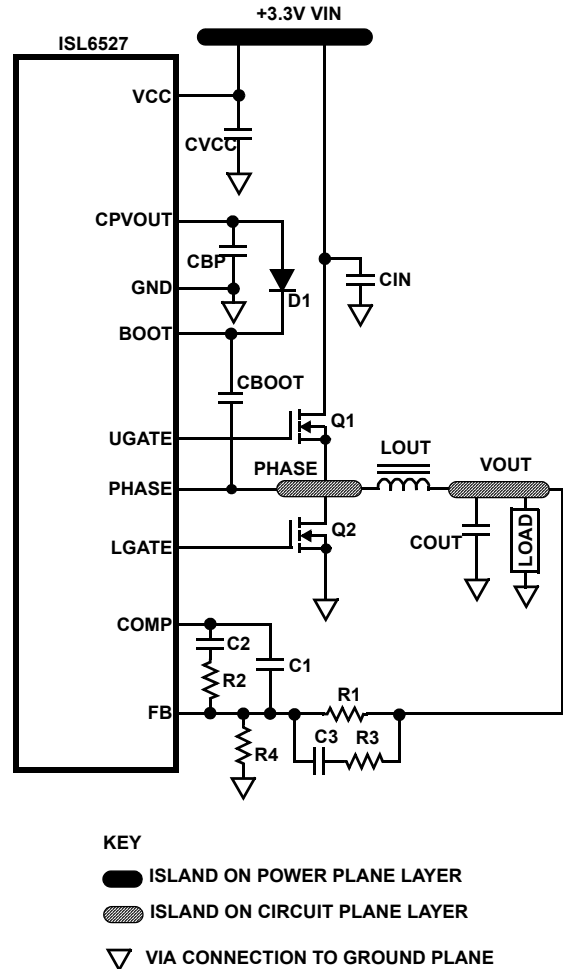 +3.3V VIN
ISL6527
VCC
CVCC
CPVOUT
CBP
GND
D1
CIN
BOOT
CBOOT
Q1
UGATE
LOUT
PHASE
VOUT
PHASE
Q2
COUT
LOAD
LGATE
COMP
C2
C1
R2
R1
FB
C3
R3
R4
KEY
ISLAND ON POWER PLANE LAYER
ISLAND ON CIRCUIT PLANE LAYER
VIA CONNECTION TO GROUND PLANE